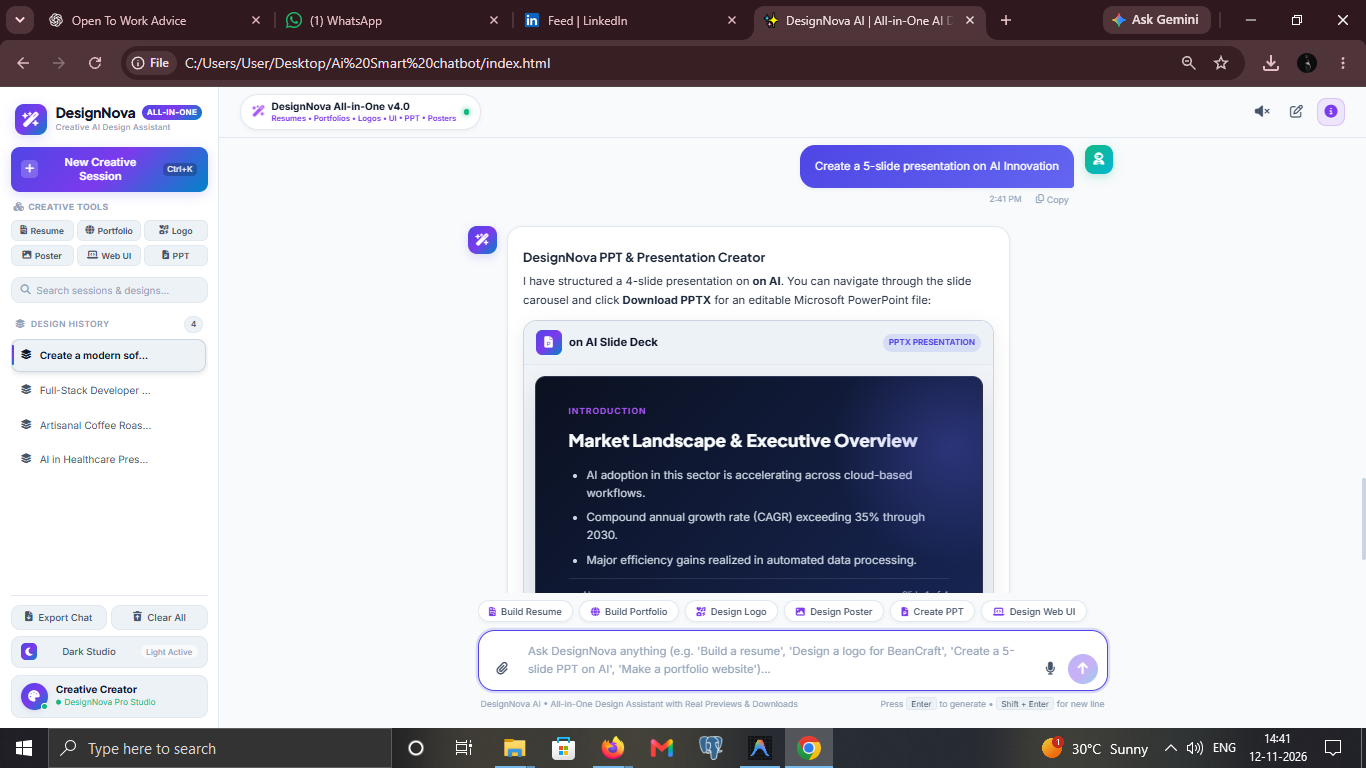 Open To Work Advice
(1) WhatsApp
Feed | LinkedIn
DesignNova AI | All-in-One AI D
Ask Gemini
File
C:/Users/User/Desktop/Ai%20Smart%20chatbot/index.html
DesignNova ALL-IN-ONE
Creative AI Design Assistant
New Creative
Session
Ctrl+K
CREATIVE TOOLS
Resume
Portfolio
Logo
Poster
Web UI
PPT
Search sessions & designs...
DESIGN HISTORY
4
Create a modern sof...
Full-Stack Developer ...
Artisanal Coffee Roas...
AI in Healthcare Pres...
Export Chat
Clear All
Dark Studio
Light Active
Creative Creator
DesignNova Pro Studio
DesignNova All-in-One v4.0
Resumes • Portfolios • Logos • UI • PPT • Posters
Create a 5-slide presentation on AI Innovation
2:41 PM
Copy
DesignNova PPT & Presentation Creator
I have structured a 4-slide presentation on on AI. You can navigate through the slide
carousel and click Download PPTX for an editable Microsoft PowerPoint file:
on AI Slide Deck
PPTX PRESENTATION
INTRODUCTION
Market Landscape & Executive Overview
• AI adoption in this sector is accelerating across cloud-based
workflows.
• Compound annual growth rate (CAGR) exceeding 35% through
2030.
• Major efficiency gains realized in automated data processing.
Build Resume
Build Portfolio
Design Logo
Design Poster
Create PPT
Design Web UI
Ask DesignNova anything (e.g. 'Build a resume', 'Design a logo for BeanCraft', 'Create a 5-
slide PPT on AI', 'Make a portfolio website')...
DesignNova AI • All-in-One Design Assistant with Real Previews & Downloads
Press Enter to generate • Shift + Enter for new line
Type here to search
1
30°C Sunny
ENG
14:41
12-11-2026